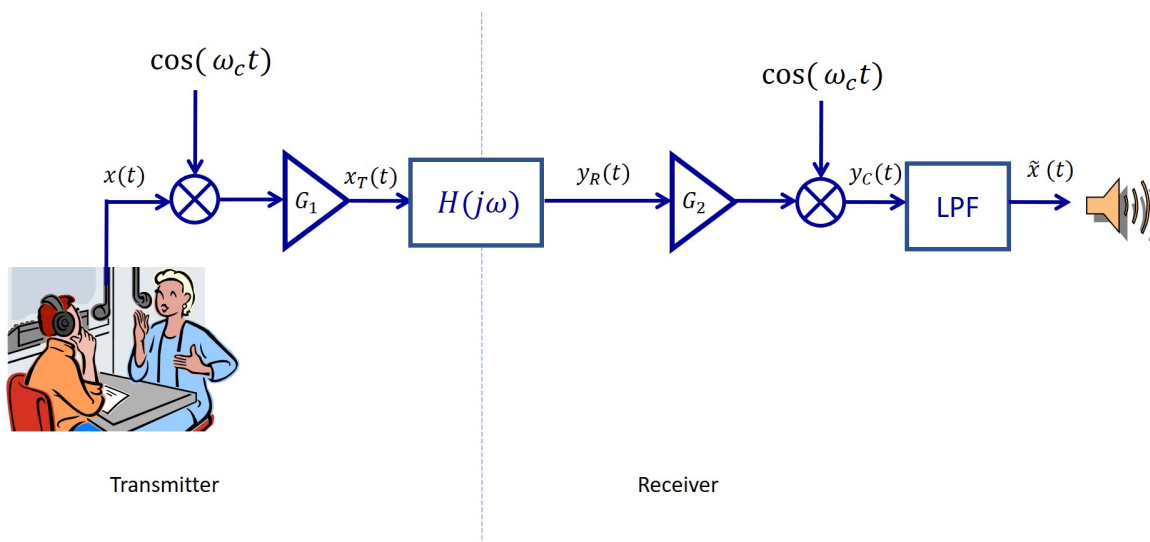 cos( ω_c t)
cos( ω_c t)
x(t)
G_1
x_T(t)
H(jω)
y_R(t)
G_2
y_C(t)
LPF
x̃ (t)
Transmitter
Receiver